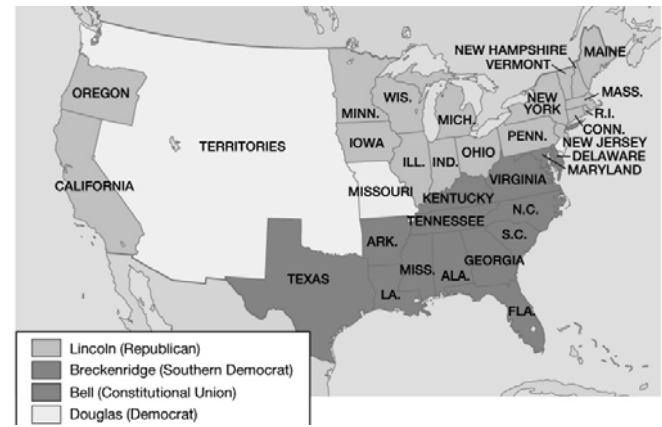 NEW HAMPSHIRE
VERMONT
MAINE
OREGON
MINN.
WIS.
MICH.
NEW
YORK
MASS.
R.I.
CONN.
NEW JERSEY
DELAWARE
MARYLAND
TERRITORIES
IOWA
ILL.
IND.
OHIO
PENN.
CALIFORNIA
MISSOURI
KENTUCKY
VIRGINIA
TENNESSEE
N.C.
S.C.
ARK.
TEXAS
LA.
MISS.
ALA.
GEORGIA
FLA.
Lincoln (Republican)
Breckenridge (Southern Democrat)
Bell (Constitutional Union)
Douglas (Democrat)